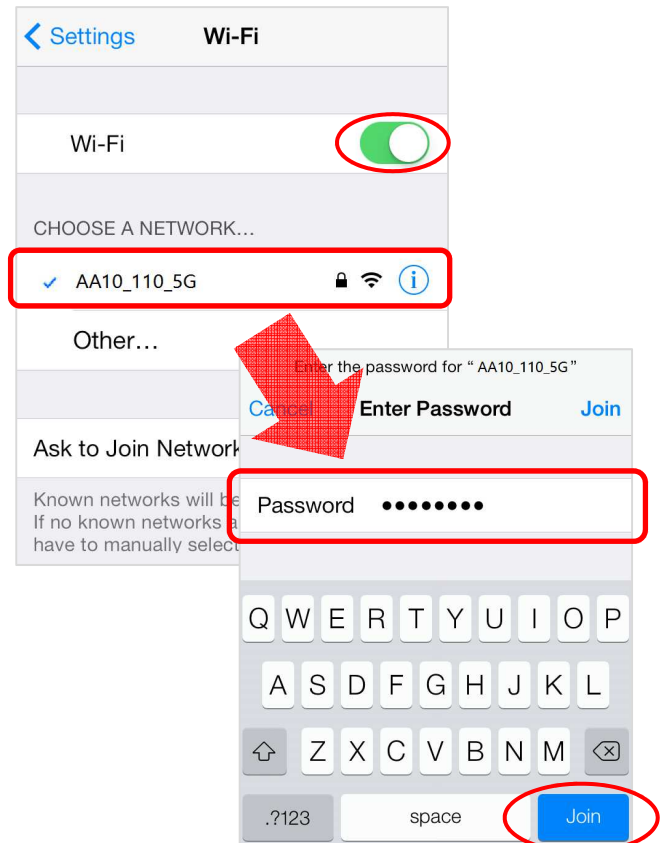 Settings Wi-Fi
Wi-Fi
CHOOSE A NETWORK...
AA10_110_5G
Other...
Ask to Join Network
Known networks will be
If no known networks a
have to manually select
Enter the password for “ AA10_110_5G”
Cancel Enter Password Join
Password ••••••••
Q W E R T Y U I O P
A S D F G H J K L
Z X C V B N M
.?123 space Join